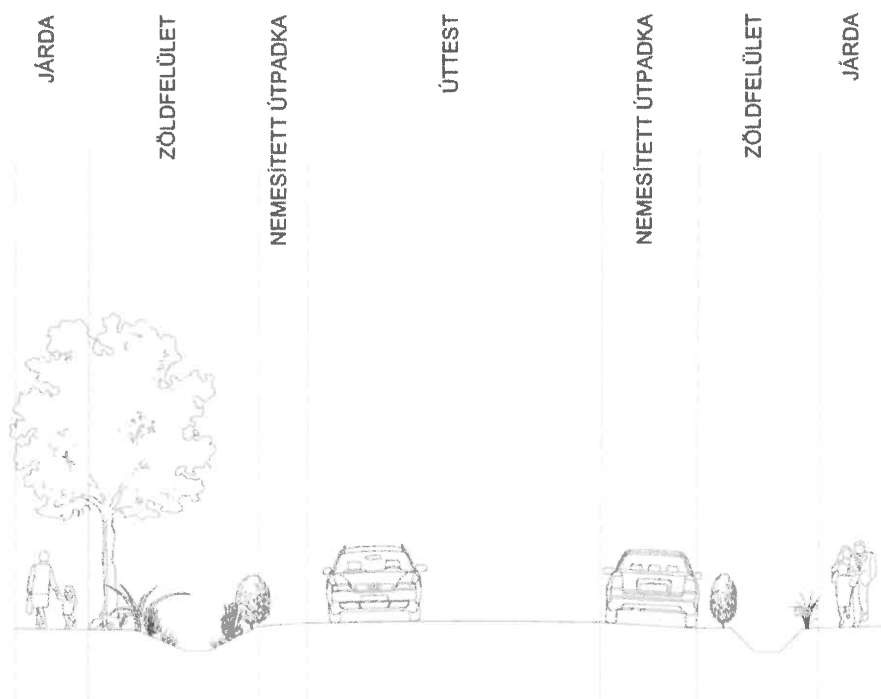 JÁRDA
ZÖLDFELÜLET
NEMESÍTETT ÚTPADKA
ÚTTEST
NEMESÍTETT ÚTPADKA
ZÖLDFELÜLET
JÁRDA